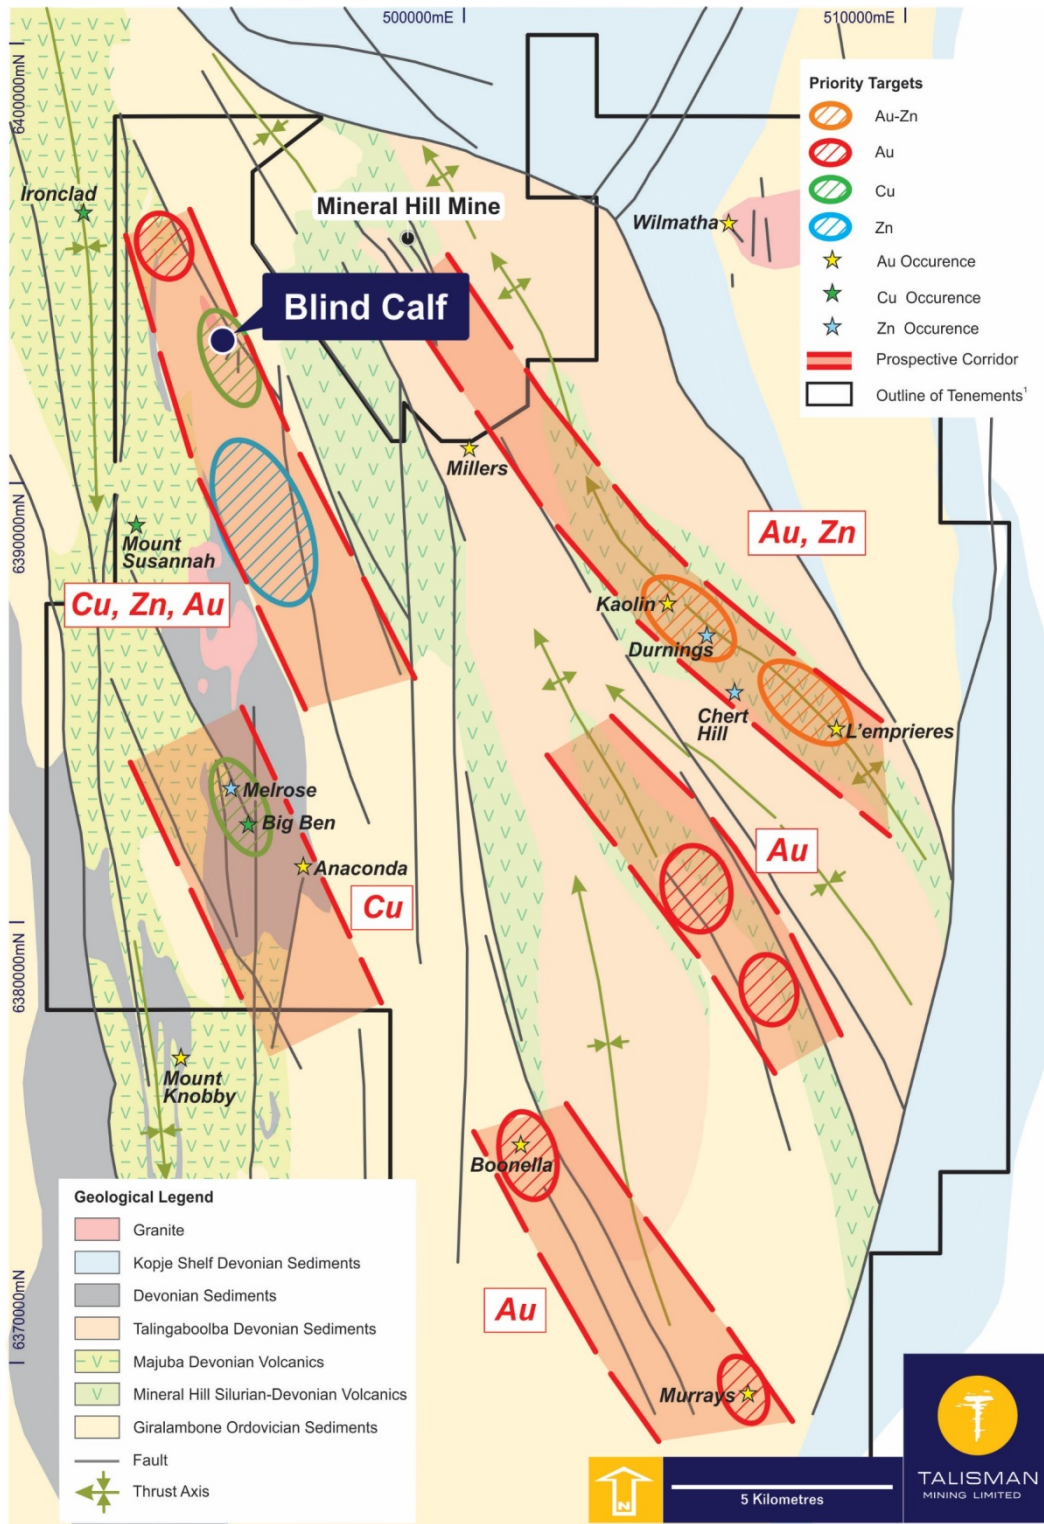 500000mE
510000mE
6400000mN
6390000mN
6380000mN
6370000mN
Priority Targets
Au-Zn
Au
Cu
Zn
Au Occurence
Cu Occurence
Zn Occurence
Prospective Corridor
Outline of Tenements¹
Ironclad
Mineral Hill Mine
Wilmatha
Blind Calf
Millers
Mount
Susannah
Au, Zn
Cu, Zn, Au
Kaolin
Durnings
Chert
Hill
L'emprieres
Melrose
Big Ben
Anaconda
Au
Cu
Mount
Knobby
Boonella
Au
Murrays
Geological Legend
Granite
Kopje Shelf Devonian Sediments
Devonian Sediments
Talingaboolba Devonian Sediments
V Majuba Devonian Volcanics
V Mineral Hill Silurian-Devonian Volcanics
Giralambone Ordovician Sediments
Fault
Thrust Axis
N
5 Kilometres
TALISMAN
MINING LIMITED